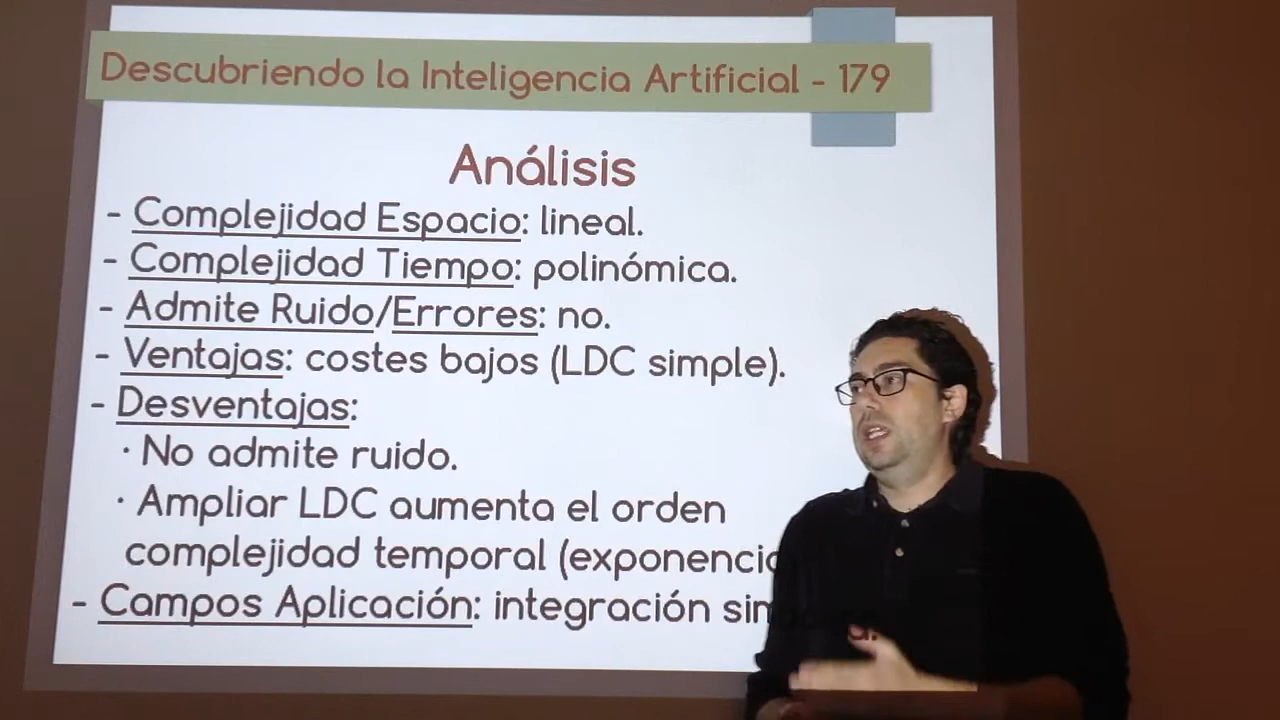 Descubriendo la Inteligencia Artificial - 179
Análisis
- Complejidad Espacio: lineal.
- Complejidad Tiempo: polinómica.
- Admite Ruido/Errores: no.
- Ventajas: costes bajos (LDC simple).
- Desventajas:
· No admite ruido.
· Ampliar LDC aumenta el orden
complejidad temporal (exponencia
- Campos Aplicación: integración